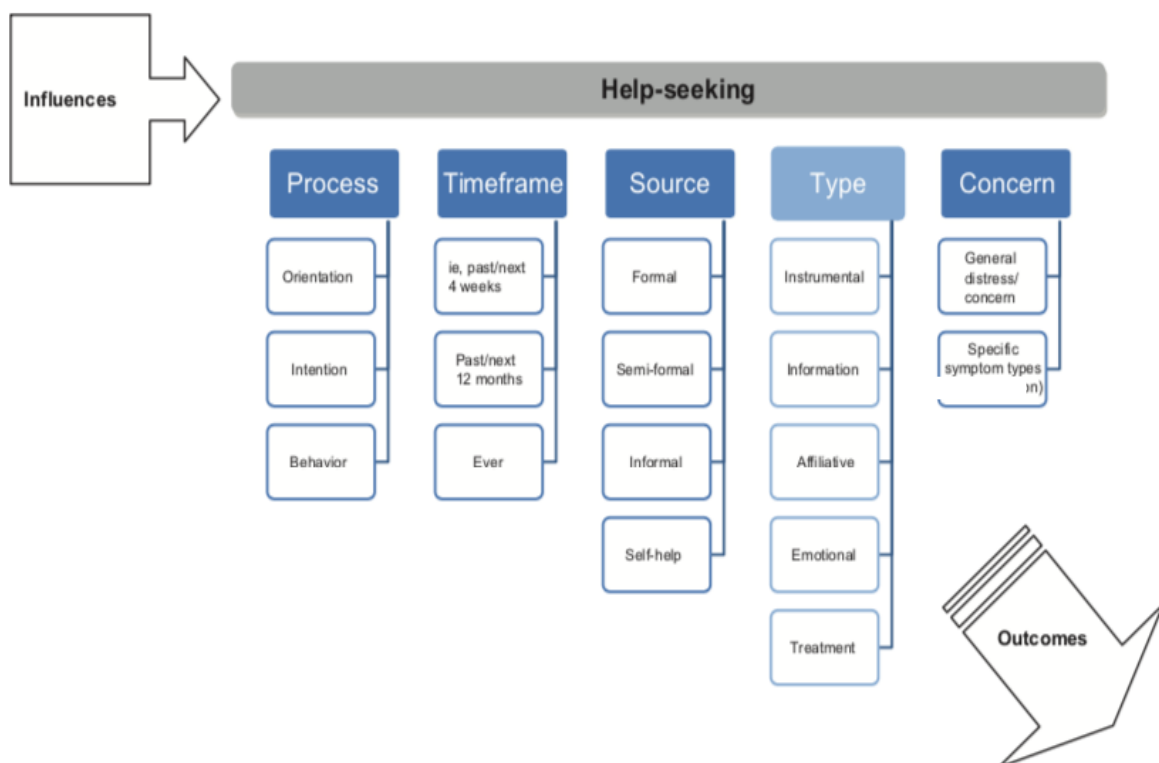 Influences
Help-seeking
Process
Orientation
Intention
Behavior
Timeframe
ie, past/next
4 weeks
Past/next
12 months
Ever
Source
Formal
Semi-formal
Informal
Self-help
Type
Instrumental
Information
Affiliative
Emotional
Treatment
Concern
General
distress/
concern
Specific
symptom types
on)
Outcomes